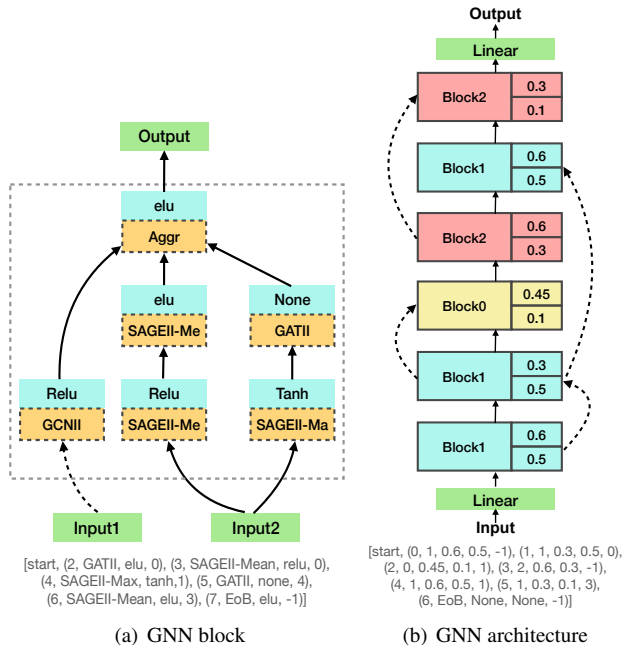 Output
elu
Aggr
elu
SAGEII-Me
None
GATII
Relu
GCNII
Relu
SAGEII-Me
Tanh
SAGEII-Ma
Input1
Input2
[start, (2, GATII, elu, 0), (3, SAGEII-Mean, relu, 0),
(4, SAGEII-Max, tanh,1), (5, GATII, none, 4),
(6, SAGEII-Mean, elu, 3), (7, EoB, elu, -1)]
(a) GNN block
Output
Linear
Block2
0.3
0.1
Block1
0.6
0.5
Block2
0.6
0.3
Block0
0.45
0.1
Block1
0.3
0.5
Block1
0.6
0.5
Linear
Input
[start, (0, 1, 0.6, 0.5, -1), (1, 1, 0.3, 0.5, 0)
(2, 0, 0.45, 0.1, 1), (3, 2, 0.6, 0.3, -1),
(4, 1, 0.6, 0.5, 1), (5, 1, 0.3, 0.1, 3),
(6, EoB, None, None, -1)]
(b) GNN architecture